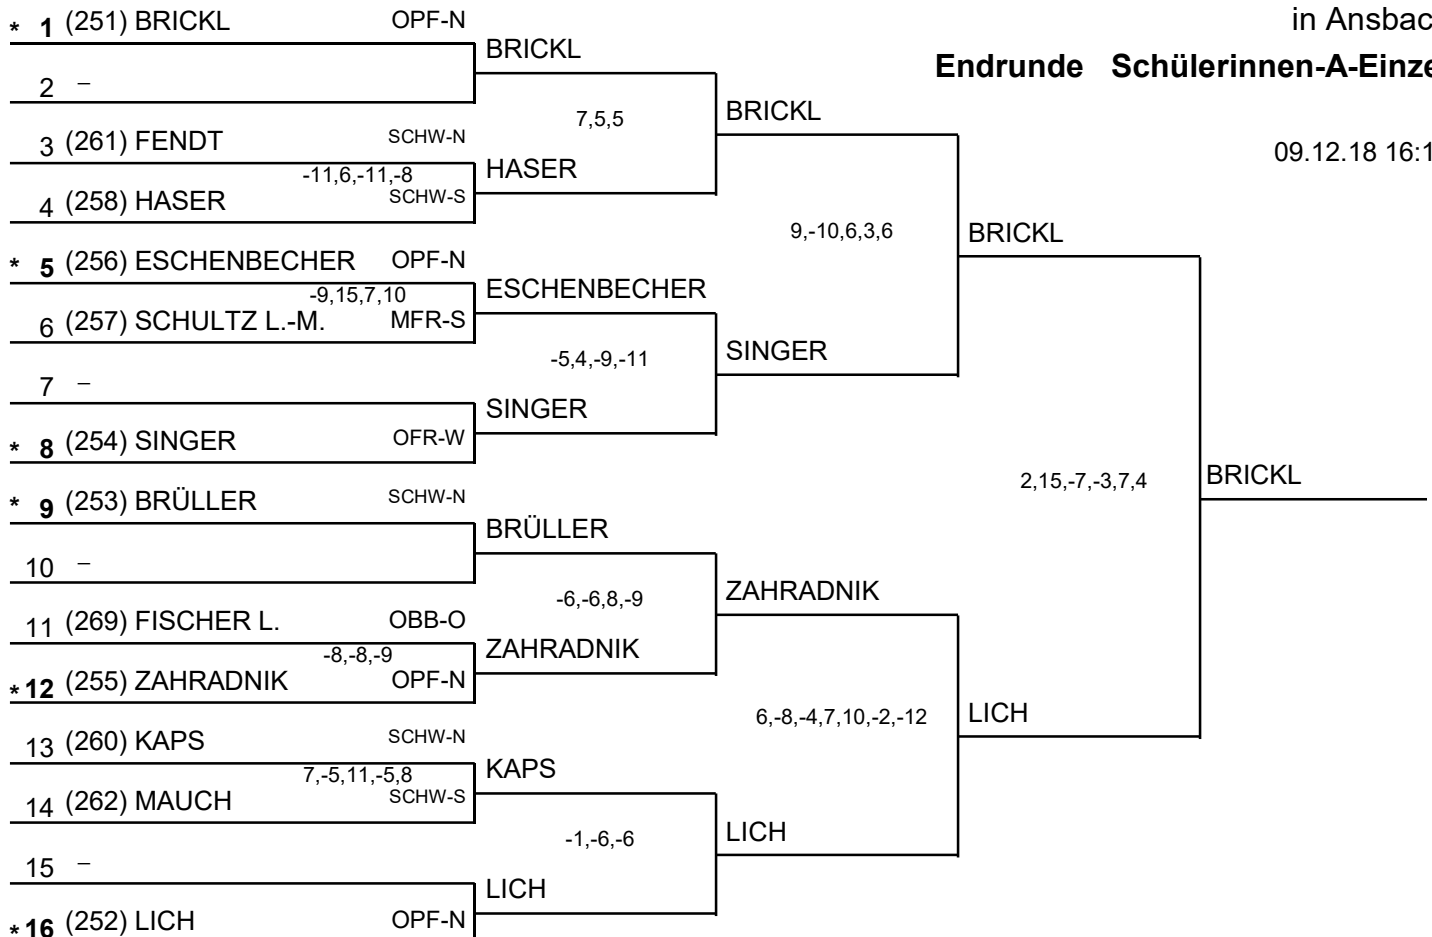 * 1 (251) BRICKL OPF-N
in Ansbac
BRICKL
Endrunde Schülerinnen-A-Einze
2 –
7,5,5
BRICKL
3 (261) FENDT SCHW-N
09.12.18 16:1
-11,6,-11,-8
HASER
4 (258) HASER SCHW-S
9,-10,6,3,6
BRICKL
* 5 (256) ESCHENBECHER OPF-N
-9,15,7,10
ESCHENBECHER
6 (257) SCHULTZ L.-M. MFR-S
-5,4,-9,-11
SINGER
7 –
SINGER
* 8 (254) SINGER OFR-W
2,15,-7,-3,7,4
BRICKL
* 9 (253) BRÜLLER SCHW-N
BRÜLLER
10 –
-6,-6,8,-9
ZAHRADNIK
11 (269) FISCHER L. OBB-O
-8,-8,-9
ZAHRADNIK
* 12 (255) ZAHRADNIK OPF-N
6,-8,-4,7,10,-2,-12
LICH
13 (260) KAPS SCHW-N
7,-5,11,-5,8
KAPS
14 (262) MAUCH SCHW-S
-1,-6,-6
LICH
15 –
LICH
* 16 (252) LICH OPF-N